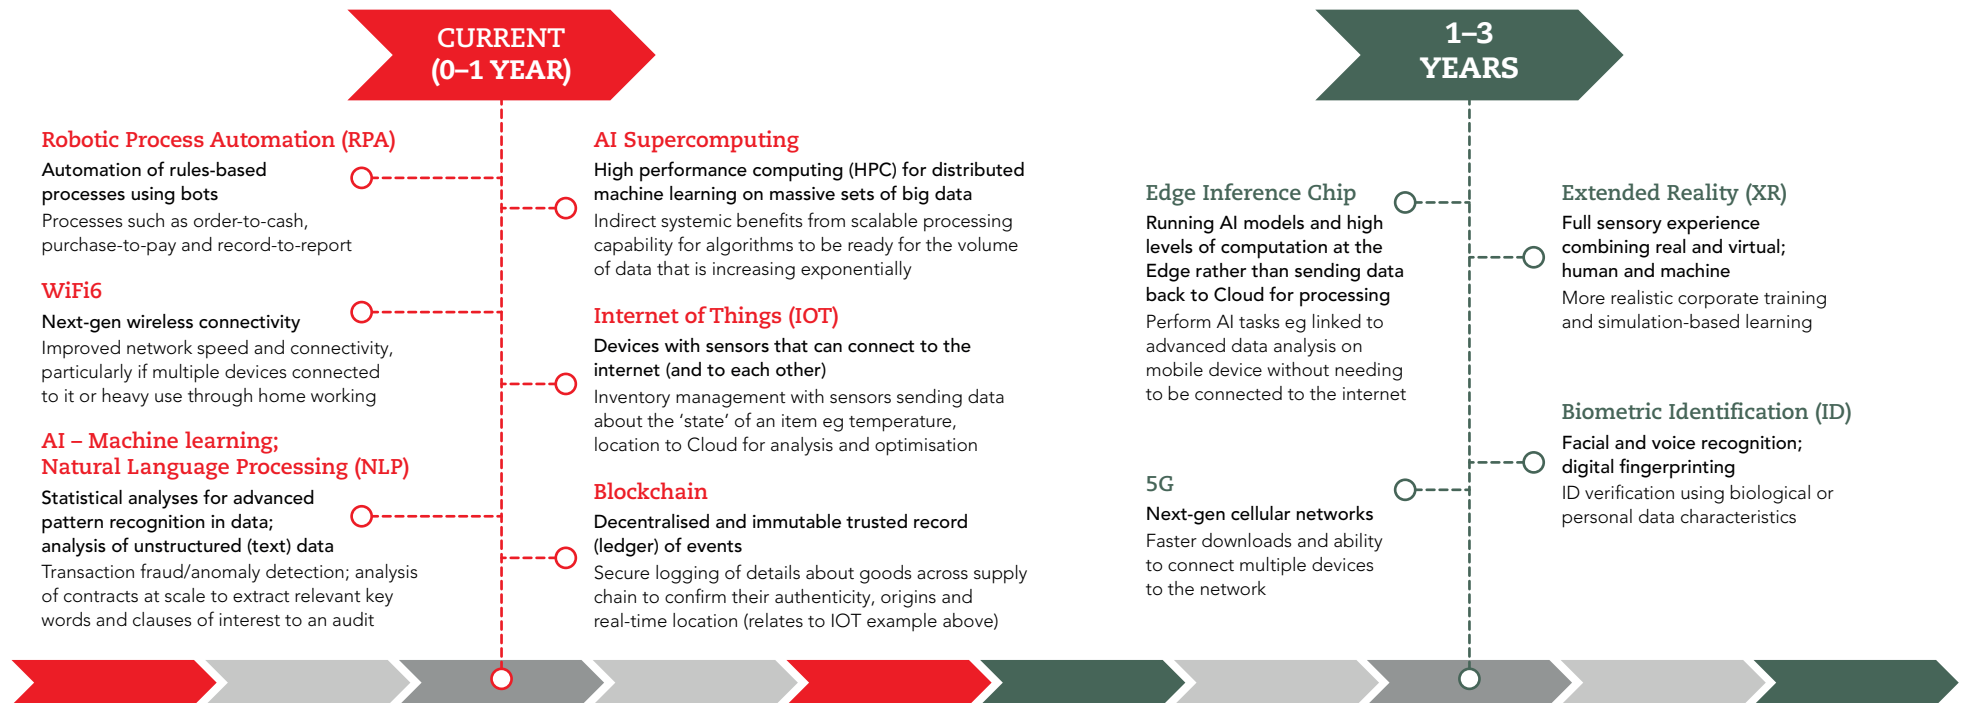 CURRENT
(0–1 YEAR)
Robotic Process Automation (RPA)
Automation of rules-based
processes using bots
Processes such as order-to-cash,
purchase-to-pay and record-to-report
WiFi6
Next-gen wireless connectivity
Improved network speed and connectivity,
particularly if multiple devices connected
to it or heavy use through home working
AI – Machine learning;
Natural Language Processing (NLP)
Statistical analyses for advanced
pattern recognition in data;
analysis of unstructured (text) data
Transaction fraud/anomaly detection; analysis
of contracts at scale to extract relevant key
words and clauses of interest to an audit
AI Supercomputing
High performance computing (HPC) for distributed
machine learning on massive sets of big data
Indirect systemic benefits from scalable processing
capability for algorithms to be ready for the volume
of data that is increasing exponentially
Internet of Things (IOT)
Devices with sensors that can connect to the
internet (and to each other)
Inventory management with sensors sending data
about the ‘state’ of an item eg temperature,
location to Cloud for analysis and optimisation
Blockchain
Decentralised and immutable trusted record
(ledger) of events
Secure logging of details about goods across supply
chain to confirm their authenticity, origins and
real-time location (relates to IOT example above)
1–3
YEARS
Edge Inference Chip
Running AI models and high
levels of computation at the
Edge rather than sending data
back to Cloud for processing
Perform AI tasks eg linked to
advanced data analysis on
mobile device without needing
to be connected to the internet
5G
Next-gen cellular networks
Faster downloads and ability
to connect multiple devices
to the network
Extended Reality (XR)
Full sensory experience
combining real and virtual;
human and machine
More realistic corporate training
and simulation-based learning
Biometric Identification (ID)
Facial and voice recognition;
digital fingerprinting
ID verification using biological or
personal data characteristics